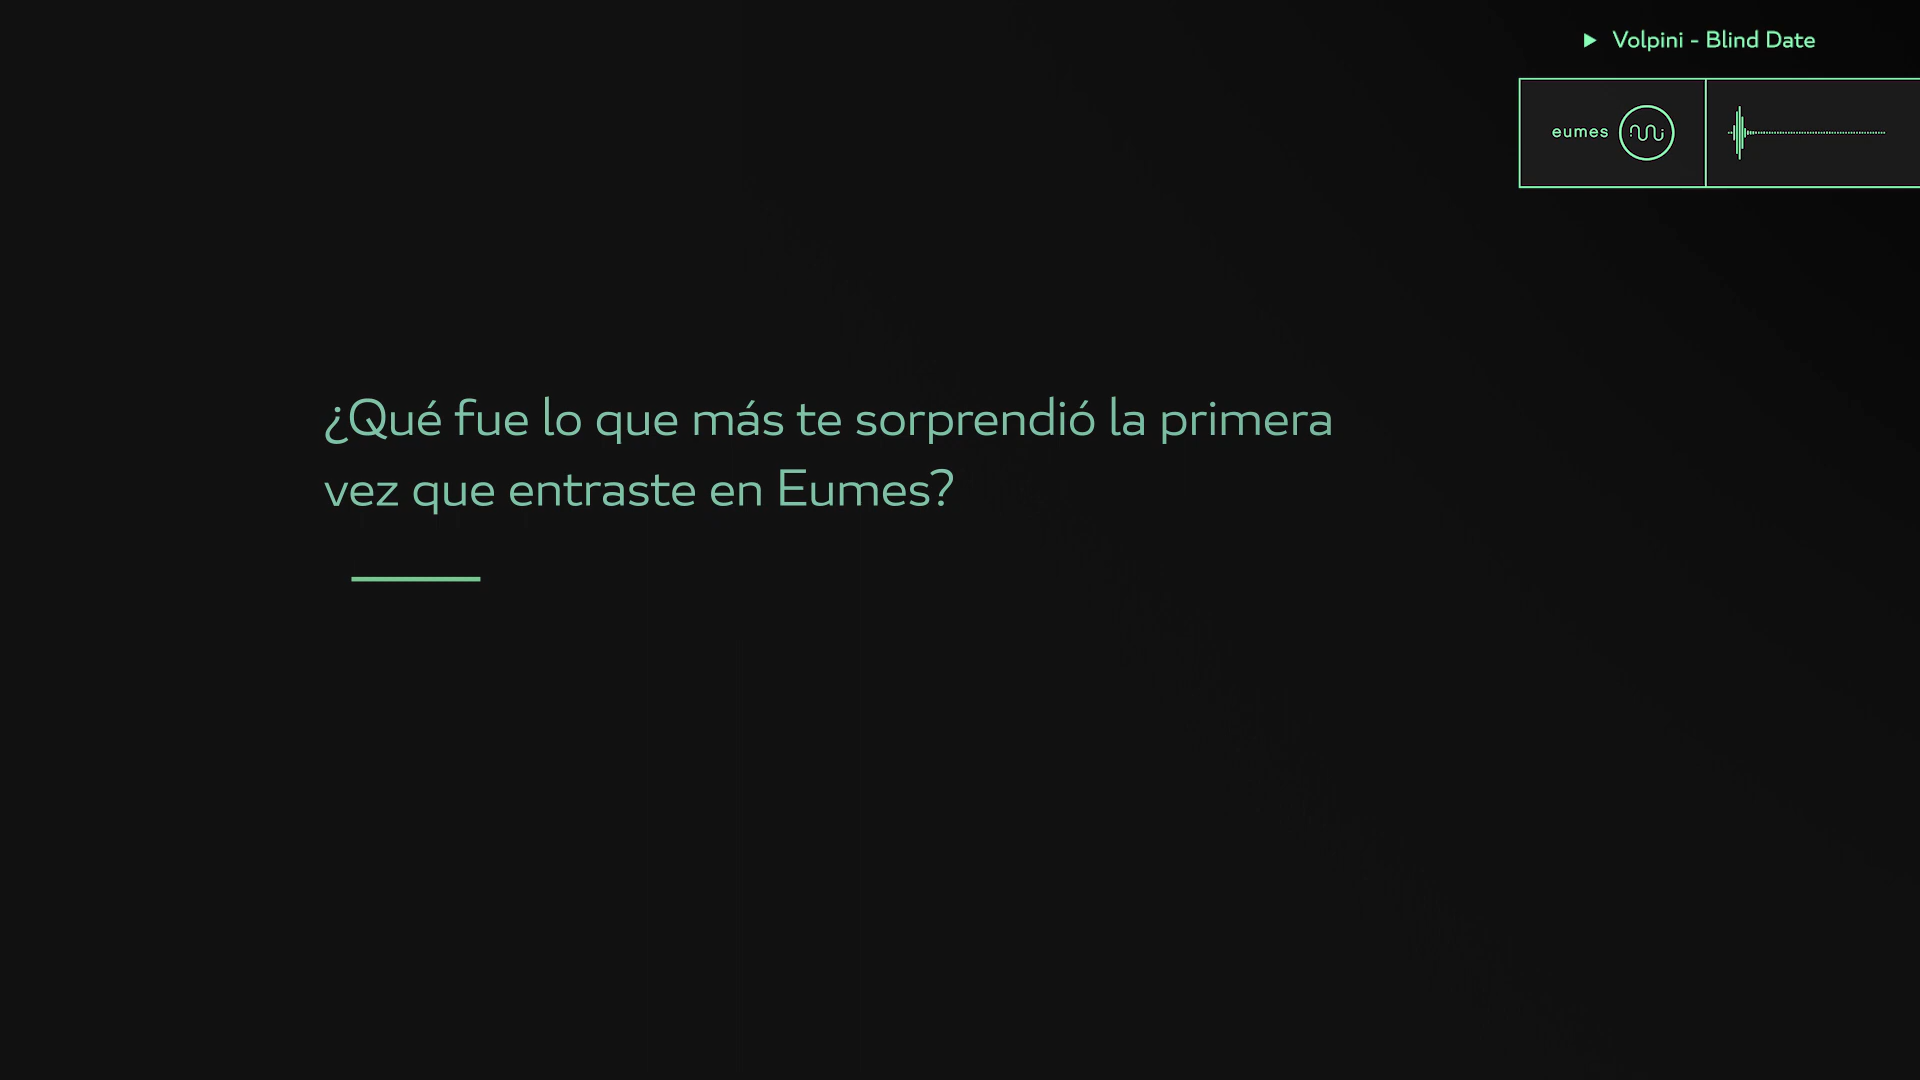 Volpini - Blind Date
eumes
¿Qué fue lo que más te sorprendió la primera
vez que entraste en Eumes?